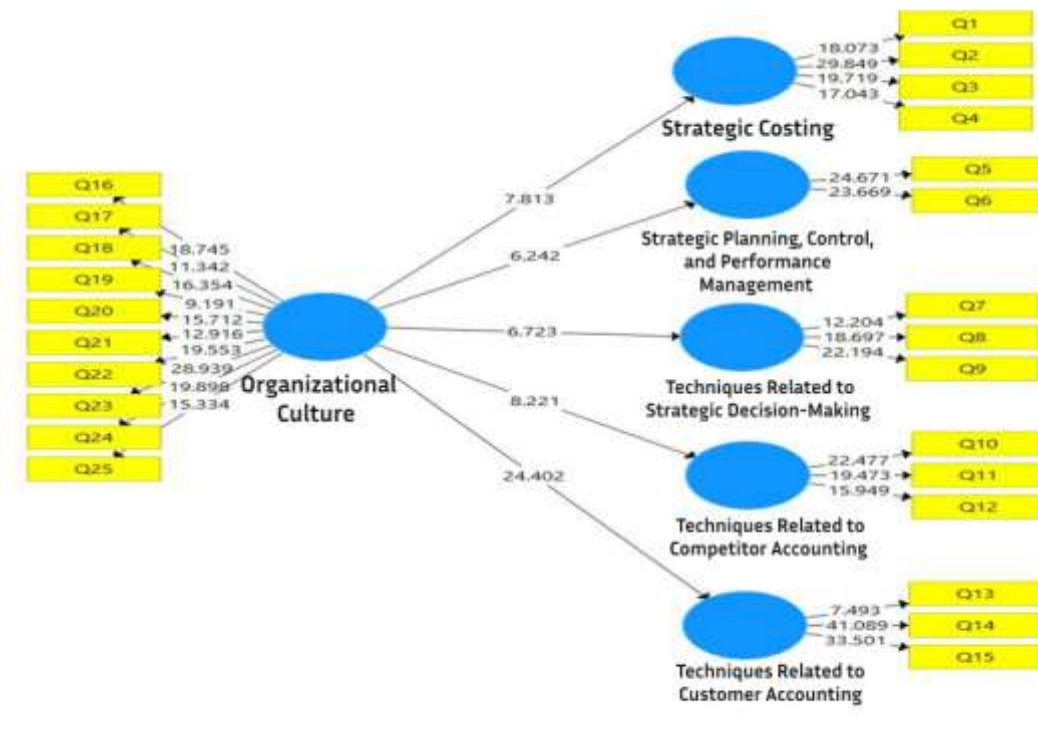 Q16
Q17
Q18
Q19
Q20
Q21
Q22
Q23
Q24
Q25
18.745
11.342
16.354
9.191
15.712
12.916
19.553
28.939
19.898
15.334
Organizational
Culture
7.813
6.242
6.723
8.221
24.402
Strategic Costing
18.073
29.849
19.719
17.043
Q1
Q2
Q3
Q4
Strategic Planning, Control,
and Performance
Management
24.671
23.669
Q5
Q6
Techniques Related to
Strategic Decision-Making
12.204
18.697
22.194
Q7
Q8
Q9
Techniques Related to
Competitor Accounting
22.477
19.473
15.949
Q10
Q11
Q12
Techniques Related to
Customer Accounting
7.493
41.089
33.501
Q13
Q14
Q15